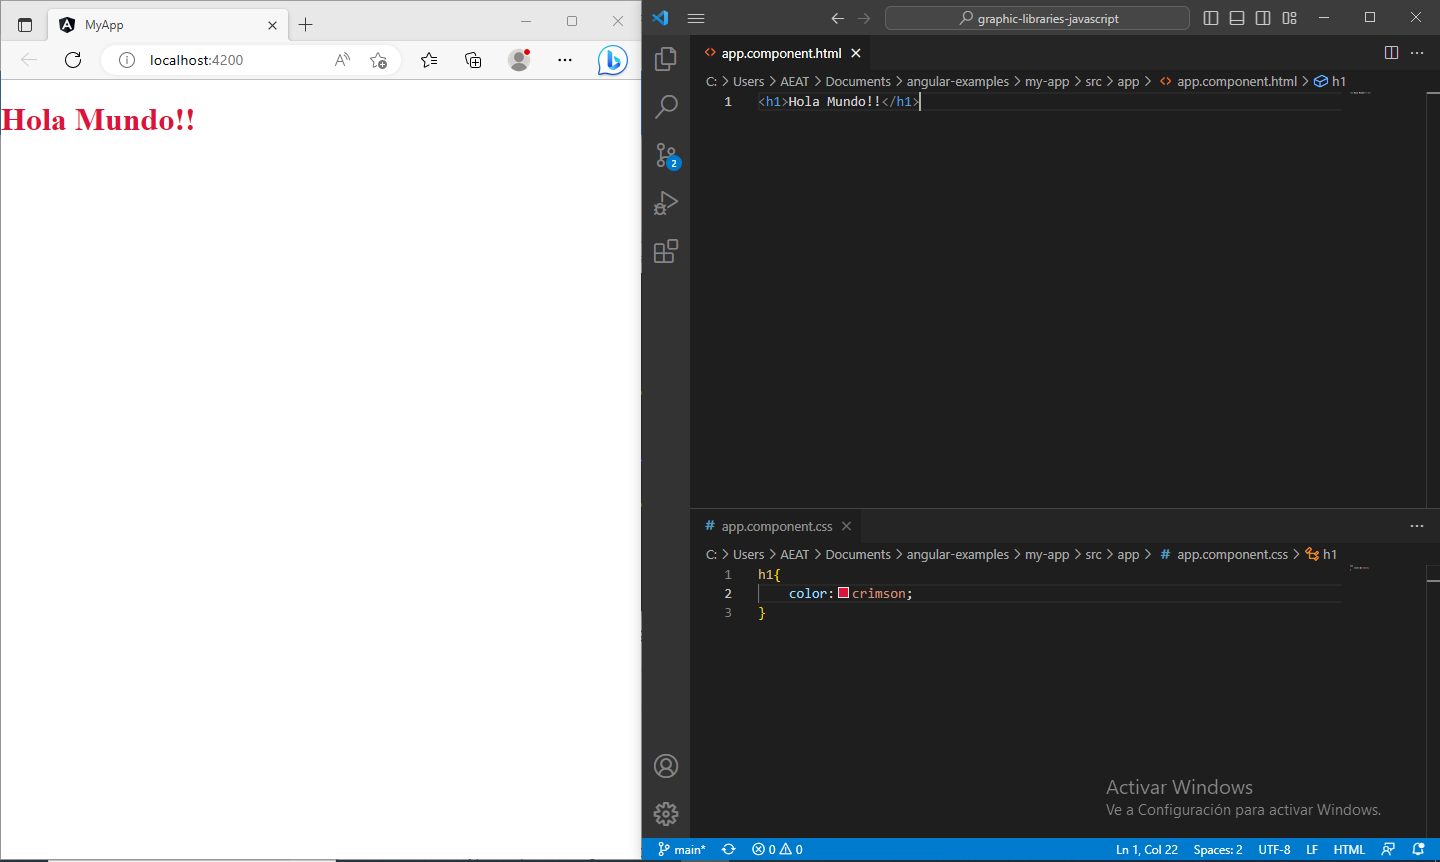 MyApp
localhost:4200
Hola Mundo!!
graphic-libraries-javascript
app.component.html
C: > Users > AEAT > Documents > angular-examples > my-app > src > app > app.component.html > h1
1 <h1>Hola Mundo!!</h1>
2
# app.component.css
C: > Users > AEAT > Documents > angular-examples > my-app > src > app > # app.component.css > h1
1 h1{
2 color: crimson;
3 }
Activar Windows
Ve a Configuración para activar Windows.
main* 0 0 Ln 1, Col 22 Spaces: 2 UTF-8 LF HTML